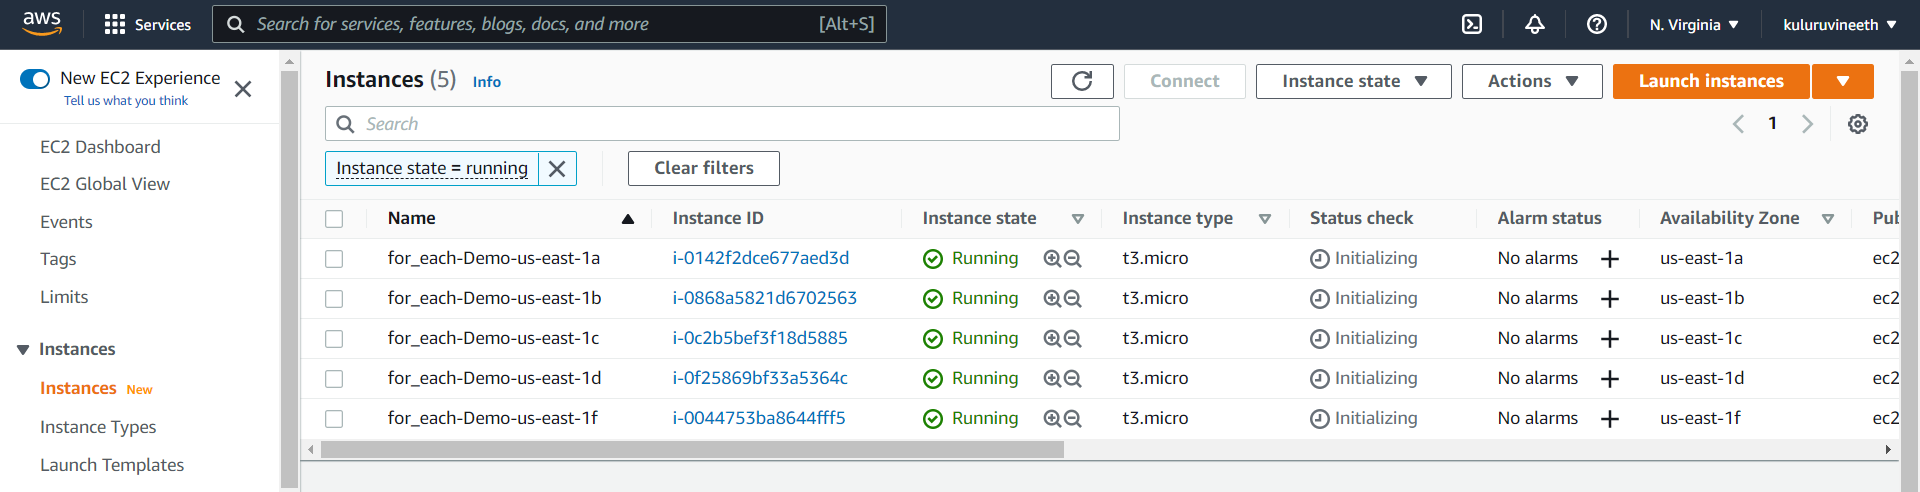 aws Services Search for services, features, blogs, docs, and more [Alt+S] N. Virginia kuluruvineeth
New EC2 Experience
Tell us what you think
EC2 Dashboard
EC2 Global View
Events
Tags
Limits
Instances
Instances New
Instance Types
Launch Templates
Instances (5) Info Connect Instance state Actions Launch instances
Search 1
Instance state = running Clear filters
Name Instance ID Instance state Instance type Status check Alarm status Availability Zone Pub
for_each-Demo-us-east-1a i-0142f2dce677aed3d Running t3.micro Initializing No alarms us-east-1a ec2
for_each-Demo-us-east-1b i-0868a5821d6702563 Running t3.micro Initializing No alarms us-east-1b ec2
for_each-Demo-us-east-1c i-0c2b5bef3f18d5885 Running t3.micro Initializing No alarms us-east-1c ec2
for_each-Demo-us-east-1d i-0f25869bf33a5364c Running t3.micro Initializing No alarms us-east-1d ec2
for_each-Demo-us-east-1f i-0044753ba8644fff5 Running t3.micro Initializing No alarms us-east-1f ec2